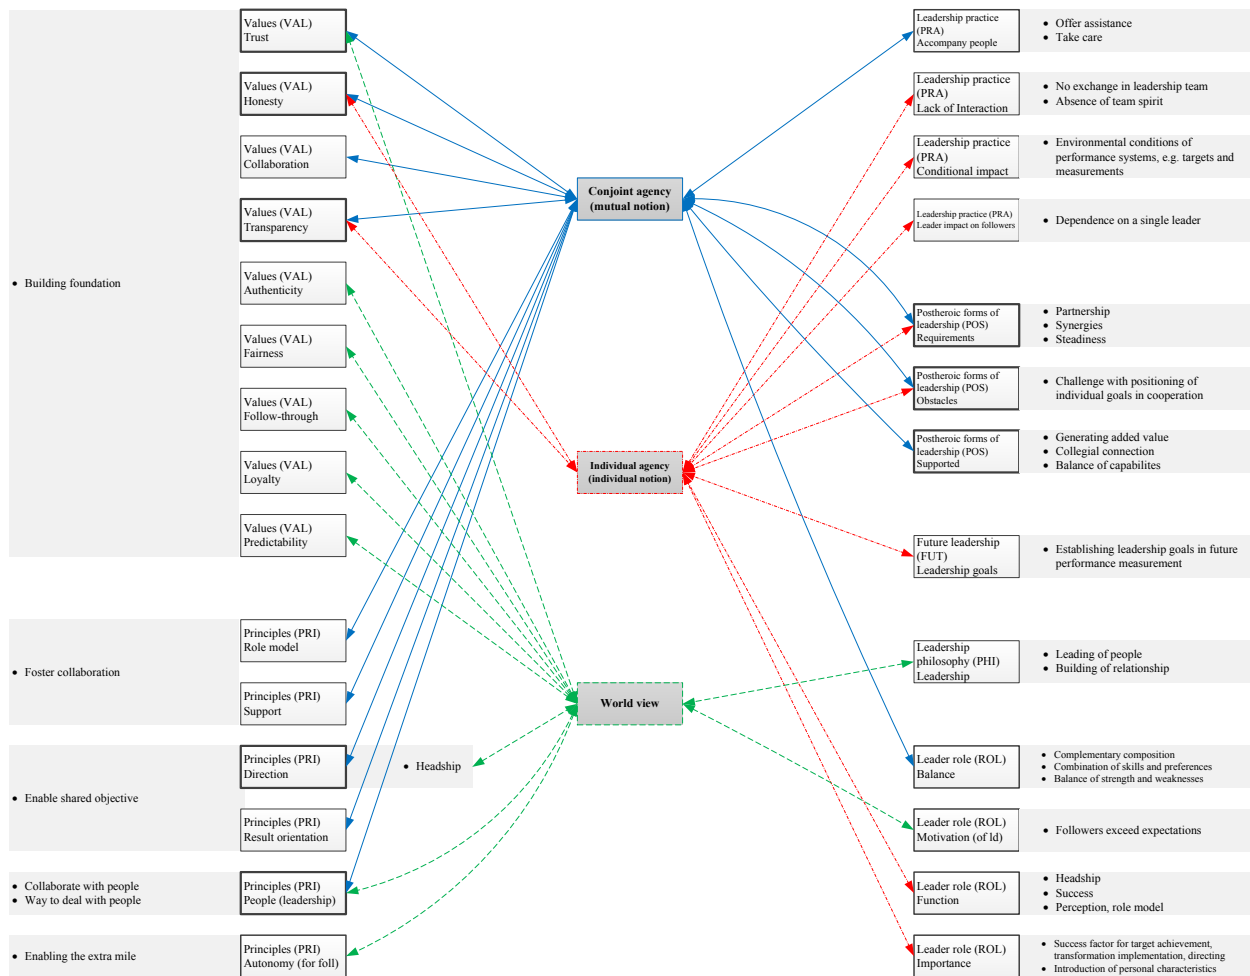 Values (VAL)
Trust
Values (VAL)
Honesty
Values (VAL)
Collaboration
Values (VAL)
Transparency
• Building foundation
Values (VAL)
Authenticity
Values (VAL)
Fairness
Values (VAL)
Follow-through
Values (VAL)
Loyalty
Values (VAL)
Predictability
• Foster collaboration
Principles (PRI)
Role model
Principles (PRI)
Support
• Enable shared objective
Principles (PRI)
Direction
• Headship
Principles (PRI)
Result orientation
• Collaborate with people
• Way to deal with people
Principles (PRI)
People (leadership)
• Enabling the extra mile
Principles (PRI)
Autonomy (for foll)
Conjoint agency
(mutual notion)
Individual agency
(individual notion)
World view
Leadership practice
(PRA)
Accompany people
• Offer assistance
• Take care
Leadership practice
(PRA)
Lack of Interaction
• No exchange in leadership team
• Absence of team spirit
Leadership practice
(PRA)
Conditional impact
• Environmental conditions of
performance systems, e.g. targets and
measurements
Leadership practice (PRA)
Leader impact on followers
• Dependence on a single leader
Postheroic forms of
leadership (POS)
Requirements
• Partnership
• Synergies
• Steadiness
Postheroic forms of
leadership (POS)
Obstacles
• Challenge with positioning of
individual goals in cooperation
Postheroic forms of
leadership (POS)
Supported
• Generating added value
• Collegial connection
• Balance of capabilites
Future leadership
(FUT)
Leadership goals
• Establishing leadership goals in future
performance measurement
Leadership
philosophy (PHI)
Leadership
• Leading of people
• Building of relationship
Leader role (ROL)
Balance
• Complementary composition
• Combination of skills and preferences
• Balance of strength and weaknesses
Leader role (ROL)
Motivation (of ld)
• Followers exceed expectations
Leader role (ROL)
Function
• Headship
• Success
• Perception, role model
Leader role (ROL)
Importance
• Success factor for target achievement,
transformation implementation, directing
• Introduction of personal characteristics